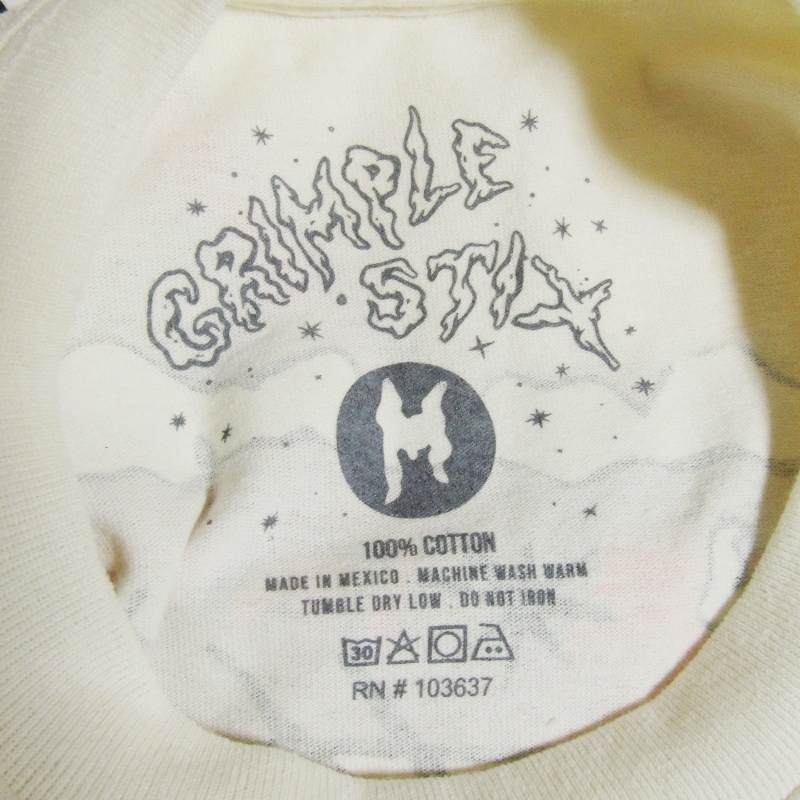 GRIMPLE
STIX
M
100% COTTON
MADE IN MEXICO . MACHINE WASH WARM
TUMBLE DRY LOW . DO NOT IRON
30
RN # 103637